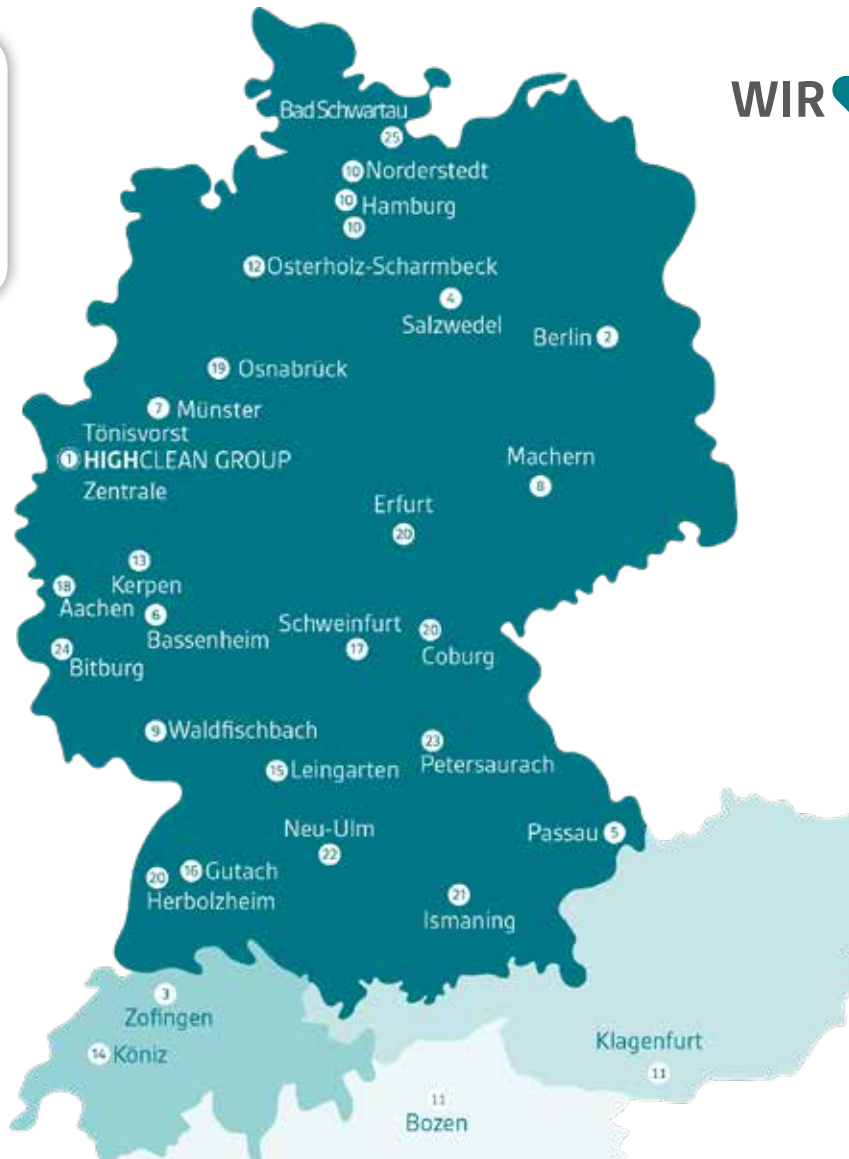 WIR
Bad Schwartau
25
10 Norderstedt
10 Hamburg
10
12 Osterholz-Scharmbeck
4
Salzwedel
Berlin 2
19 Osnabrück
7 Münster
Tönisvorst
1 HIGHCLEAN GROUP
Zentrale
Machern
8
Erfurt
20
13
Kerpen
18
Aachen
6
Bassenheim
Schweinfurt
17
20
Coburg
24
Bitburg
9 Waldfischbach
23
Petersaurach
15 Leingarten
Neu-Ulm
22
Passau 5
16 Gutach
20
Herbolzheim
21
Ismaning
3
Zofingen
14 Köniz
Klagenfurt
11
11
Bozen